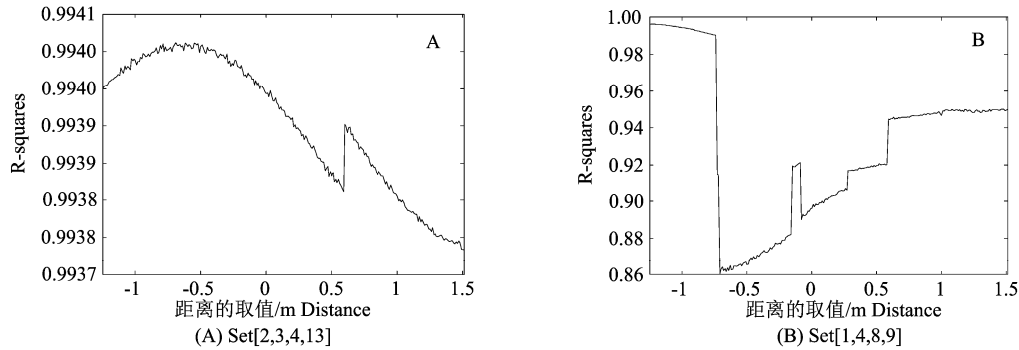 0.9941
0.9940
0.9940
0.9939
0.9939
0.9938
0.9938
0.9937
R-squares
A
-1 -0.5 0 0.5 1 1.5
距离的取值/m Distance
(A) Set[2,3,4,13]
1.00
0.98
0.96
0.94
0.92
0.90
0.86
0.86
R-squares
B
-1 -0.5 0 0.5 1 1.5
距离的取值/m Distance
(B) Set[1,4,8,9]